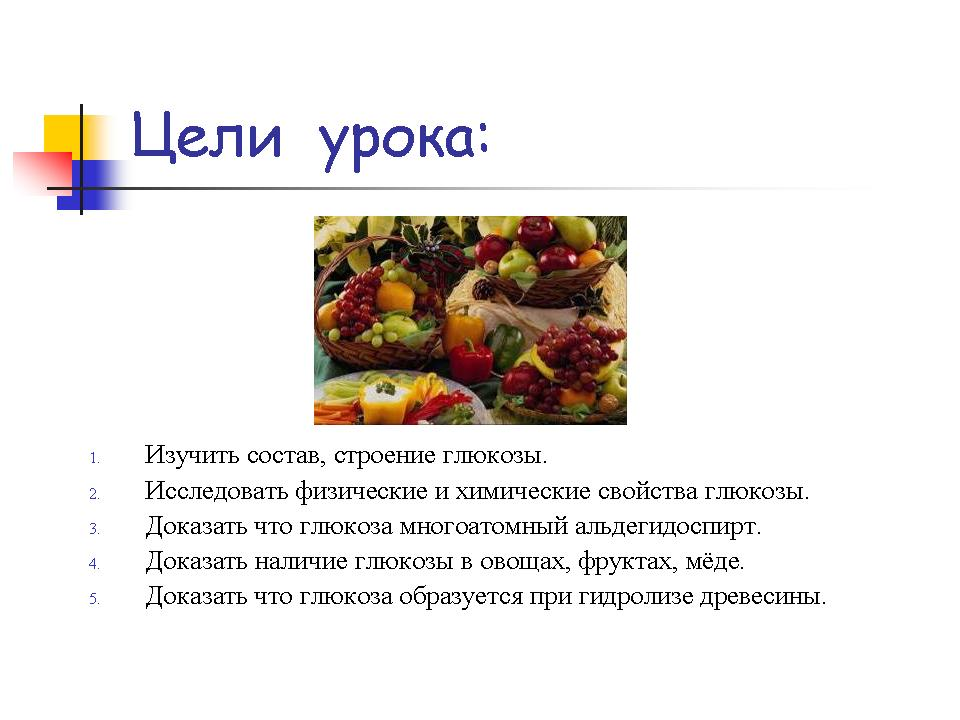 Цели урока:
1. Изучить состав, строение глюкозы.
2. Исследовать физические и химические свойства глюкозы.
3. Доказать что глюкоза многоатомный альдегидоспирт.
4. Доказать наличие глюкозы в овощах, фруктах, мёде.
5. Доказать что глюкоза образуется при гидролизе древесины.